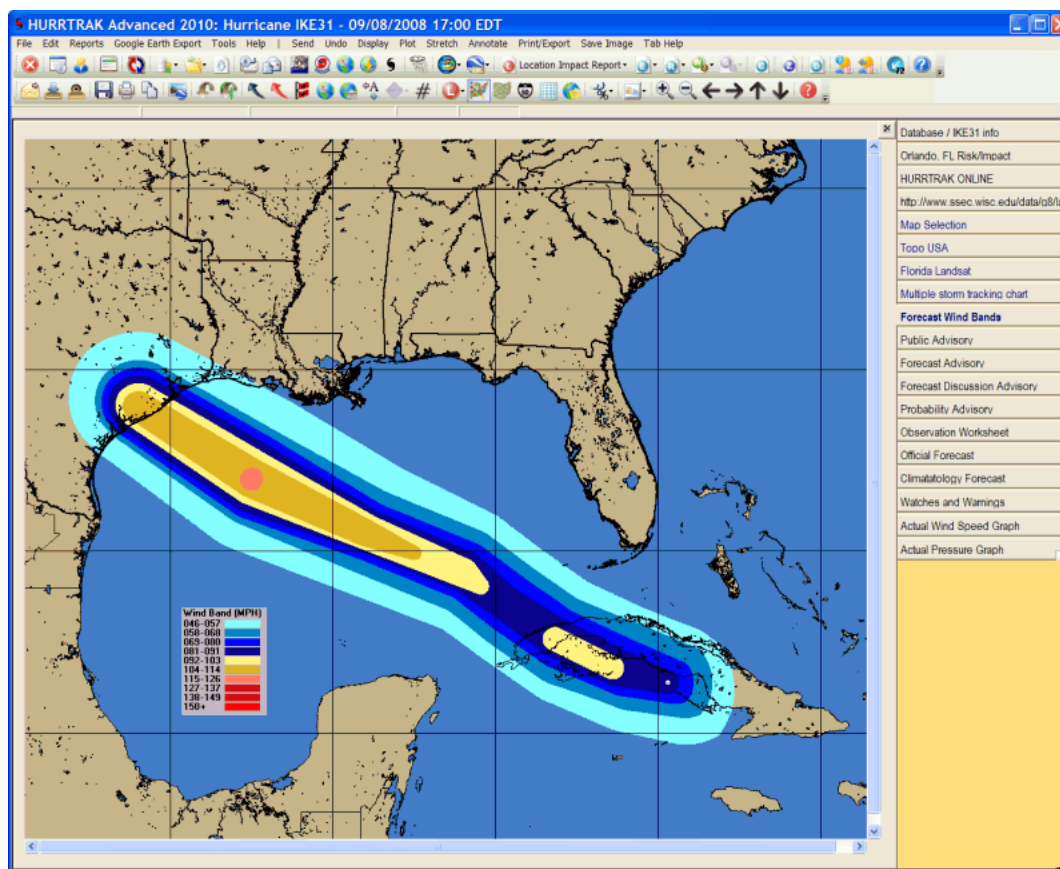 HURRTRAK Advanced 2010: Hurricane IKE31 - 09/08/2008 17:00 EDT
File Edit Reports Google Earth Export Tools Help | Send Undo Display Plot Stretch Annotate Print/Export Save Image Tab Help
Location Impact Report
Database / IKE31 info
Orlando, FL Risk/Impact
HURRTRAK ONLINE
http://www.ssec.wisc.edu/data/g8/la
Map Selection
Topo USA
Florida Landsat
Multiple storm tracking chart
Forecast Wind Bands
Public Advisory
Forecast Advisory
Forecast Discussion Advisory
Probability Advisory
Observation Worksheet
Official Forecast
Climatatology Forecast
Watches and Warnings
Actual Wind Speed Graph
Actual Pressure Graph
Wind Band (MPH)
046-057
058-068
069-080
081-091
092-103
104-114
115-126
127-137
138-149
150+